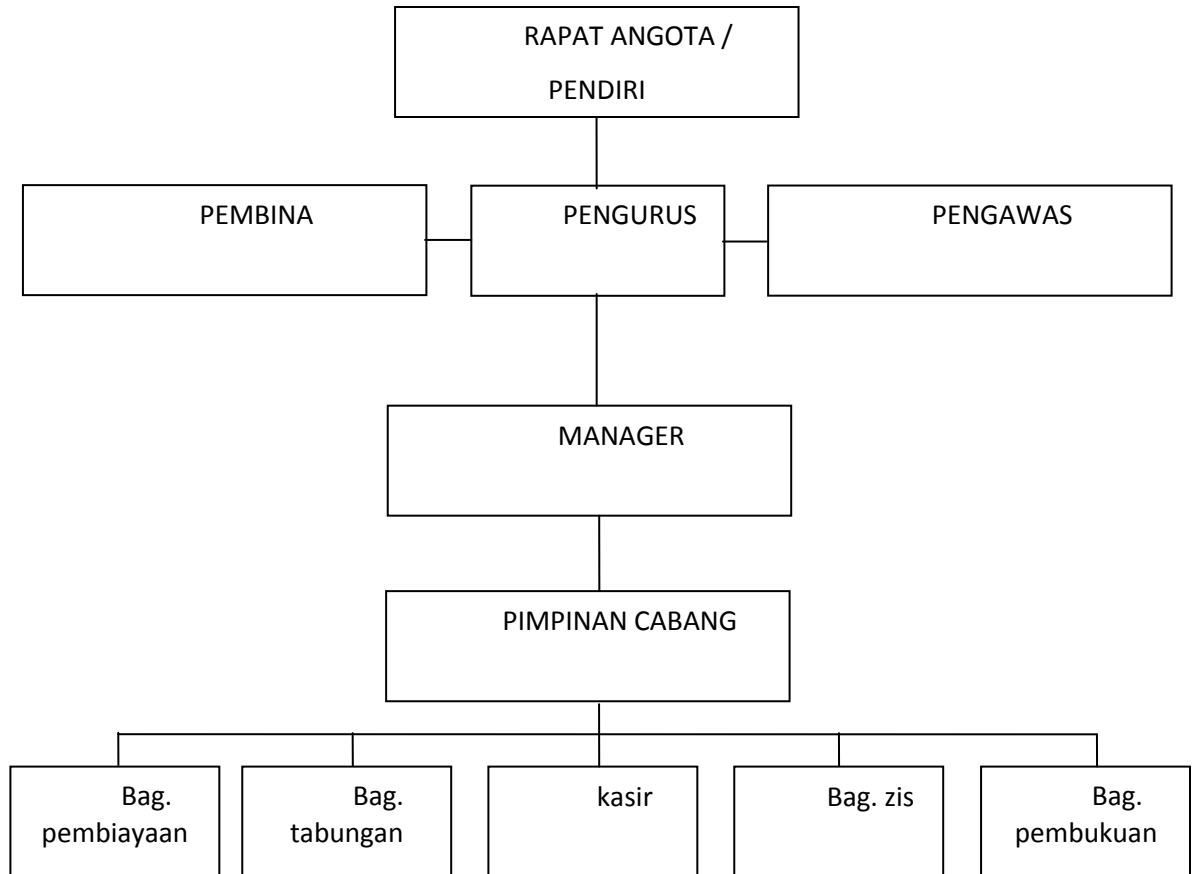 RAPAT ANGOTA /
PENDIRI
PEMBINA
PENGURUS
PENGAWAS
MANAGER
PIMPINAN CABANG
Bag.
pembiayaan
Bag.
tabungan
kasir
Bag. zis
Bag.
pembukuan